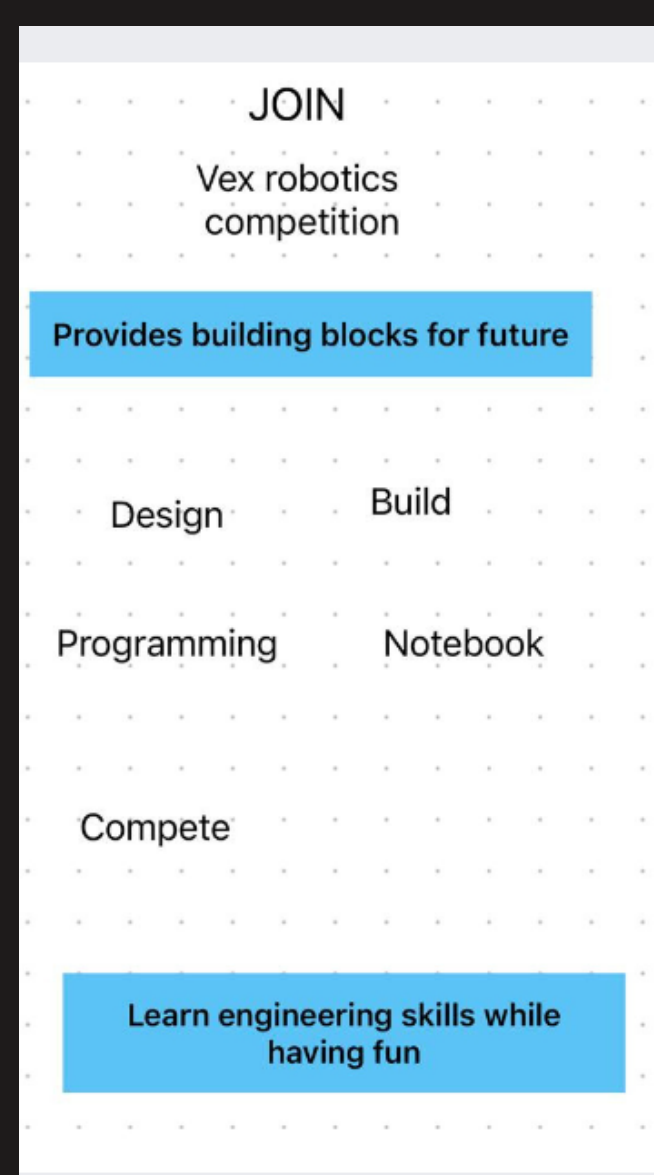 JOIN
Vex robotics
competition
Provides building blocks for future
Design
Build
Programming
Notebook
Compete
Learn engineering skills while
having fun